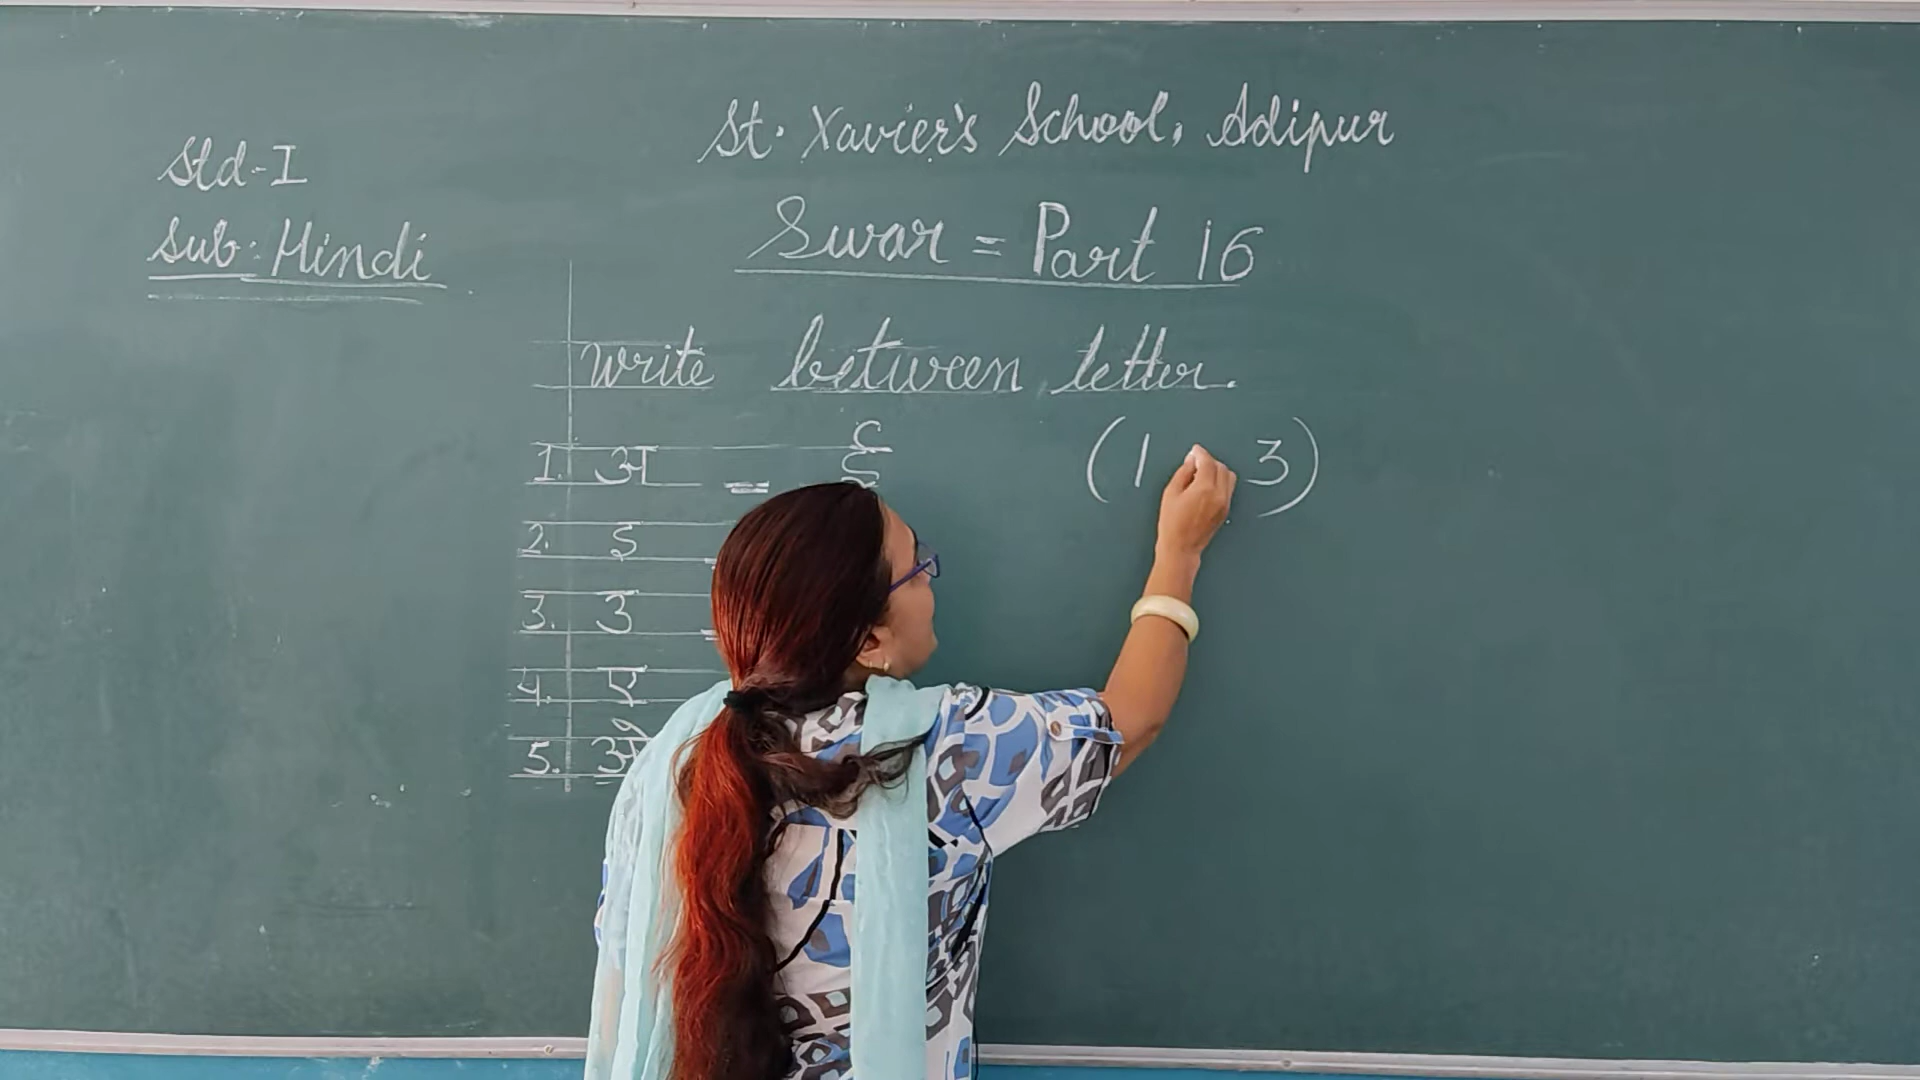 St. Xavier's School, Adipur
Std-I
Sub: Hindi
Swar = Part 16
Write between letter.
1. अ _ ई (1 3)
2. इ
3. उ
4. ए
5. ओ